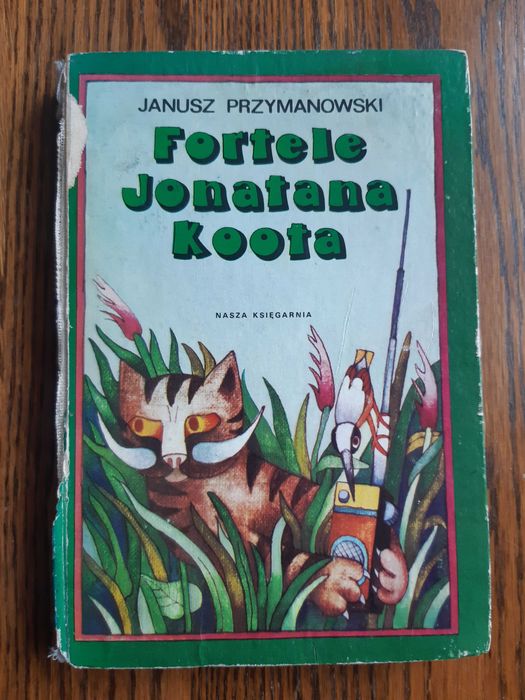 JANUSZ PRZYMANOWSKI
Fortele
Jonatana
Koota
NASZA KSIĘGARNIA